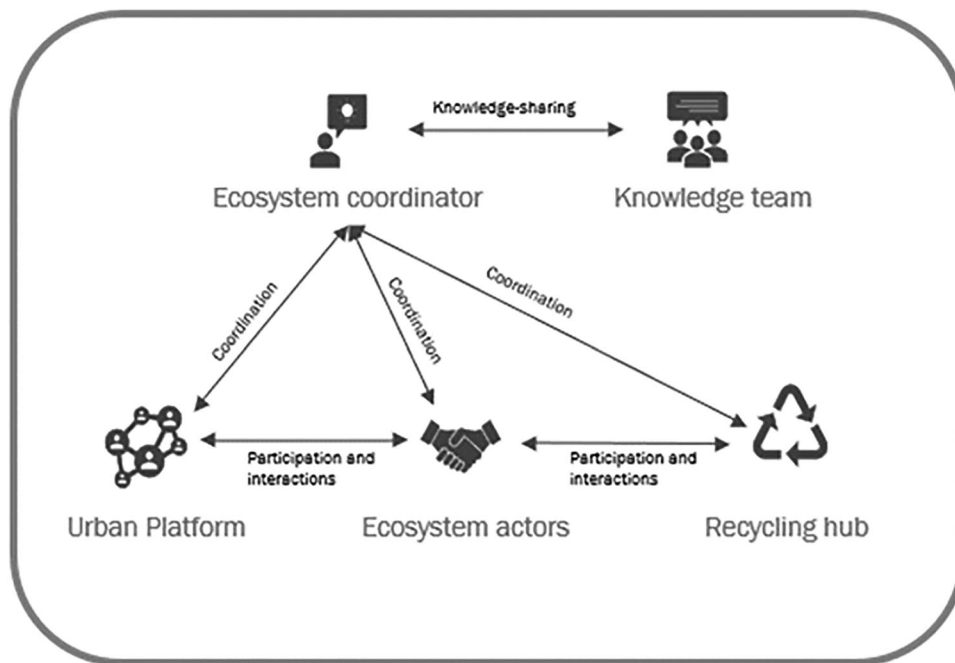 Knowledge-sharing
Ecosystem coordinator
Knowledge team
Coordination
Coordination
Coordination
Participation and
interactions
Participation and
interactions
Urban Platform
Ecosystem actors
Recycling hub